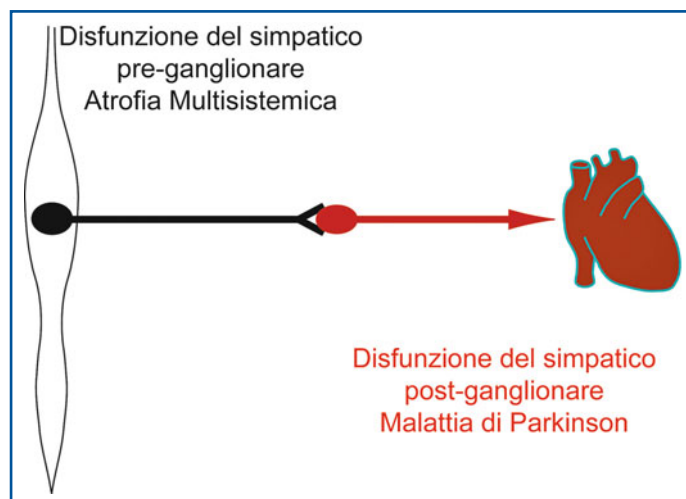 Disfunzione del simpatico
pre-ganglionare
Atrofia Multisistemica
Disfunzione del simpatico
post-ganglionare
Malattia di Parkinson